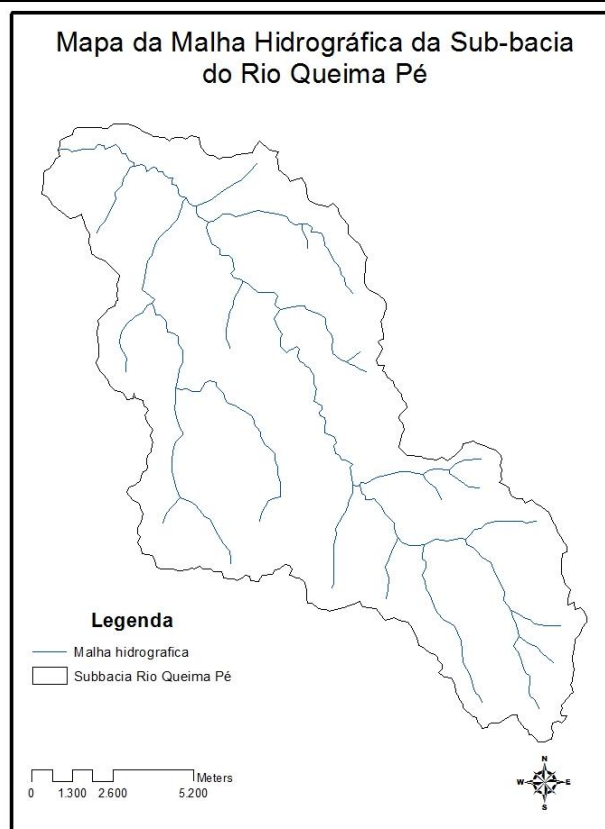 Mapa da Malha Hidrográfica da Sub-bacia
do Rio Queima Pé
Legenda
Malha hidrografica
Subbacia Rio Queima Pé
Meters
0 1.300 2.600 5.200
N
W E
S